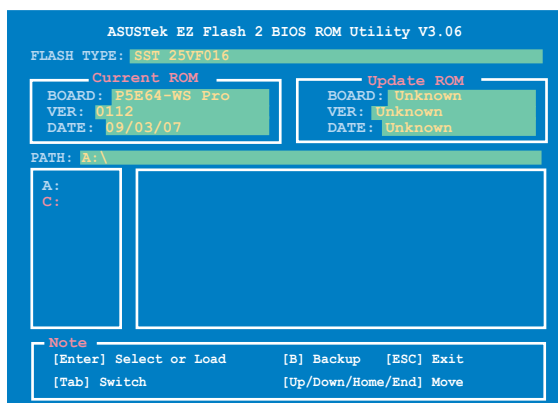 ASUSTek EZ Flash 2 BIOS ROM Utility V3.06
FLASH TYPE: SST 25VF016
Current ROM
BOARD: P5E64-WS Pro
VER: 0112
DATE: 09/03/07
Update ROM
BOARD: Unknown
VER: Unknown
DATE: Unknown
PATH: A:\
A:
C:
Note
[Enter] Select or Load [B] Backup [ESC] Exit
[Tab] Switch [Up/Down/Home/End] Move